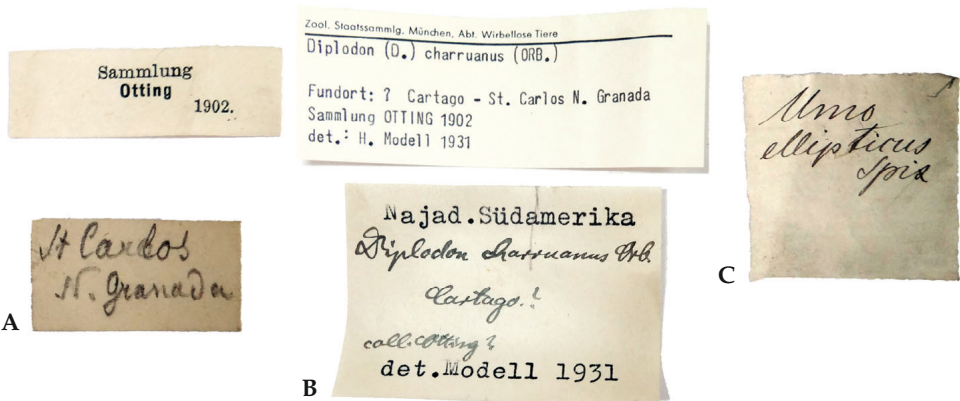 Sammlung
Otting
1902.
St Carlos
N. Granada
A
Zool. Staatssammlg. München, Abt. Wirbellose Tiere
Diplodon (D.) charruanus (ORB.)
Fundort: ? Cartago - St. Carlos N. Granada
Sammlung OTTING 1902
det.: H. Modell 1931
Najad.Südamerika
Diplodon charruanus Orb.
Cartago.?
coll. Otting?
det.Modell 1931
B
Unio
ellipticus
Spix
C